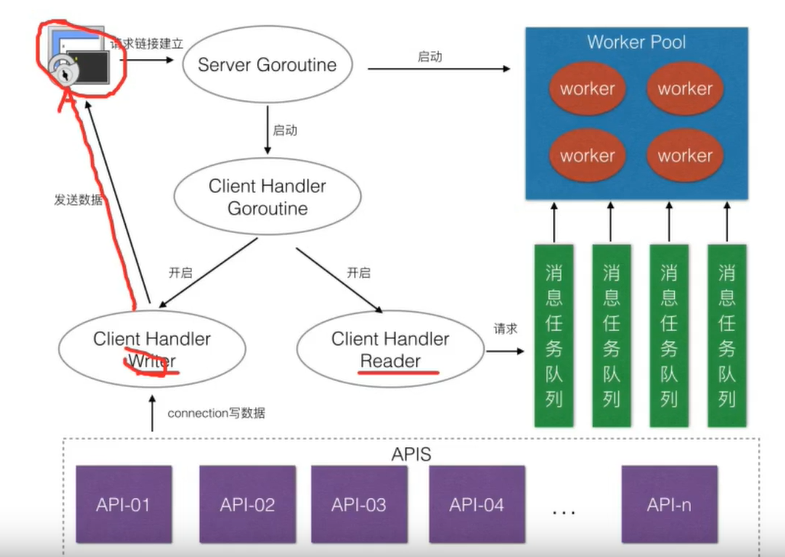 请求链接建立
Server Goroutine
启动
Worker Pool
worker
worker
worker
worker
启动
Client Handler
Goroutine
发送数据
开启
开启
Client Handler
Writer
Client Handler
Reader
请求
消息任务队列
消息任务队列
消息任务队列
消息任务队列
connection写数据
APIS
API-01
API-02
API-03
API-04
...
API-n